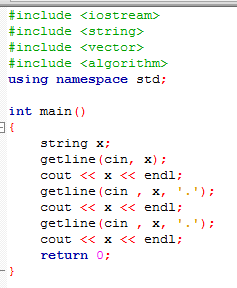 #include <iostream>
#include <string>
#include <vector>
#include <algorithm>
using namespace std;
int main()
{
string x;
getline(cin, x);
cout << x << endl;
getline(cin , x, '.');
cout << x << endl;
getline(cin , x, '.');
cout << x << endl;
return 0;
}